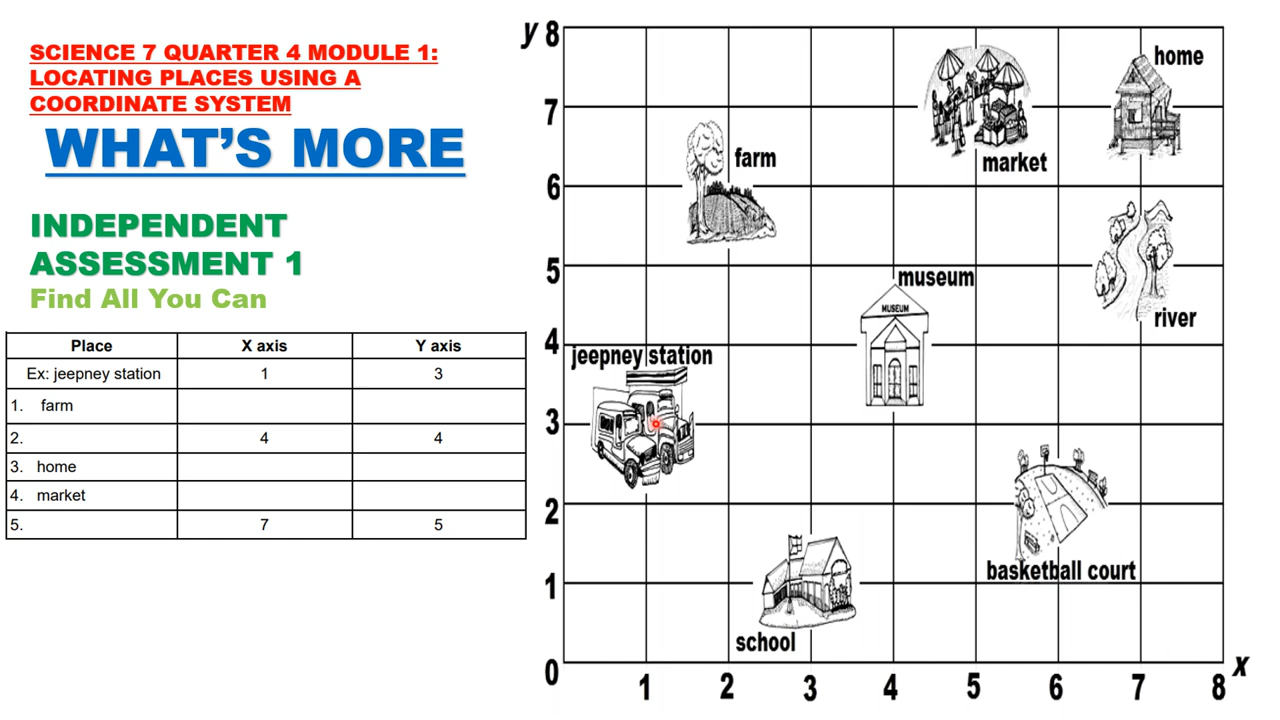 SCIENCE 7 QUARTER 4 MODULE 1:
LOCATING PLACES USING A
COORDINATE SYSTEM
WHAT'S MORE
INDEPENDENT
ASSESSMENT 1
Find All You Can
Place X axis Y axis
Ex: jeepney station 1 3
1. farm
2. 4 4
3. home
4. market
5. 7 5
y 8
home
7
farm
market
6
5
museum
MUSEUM
river
4
jeepney station
3
2
basketball court
1
school
0
x
1 2 3 4 5 6 7 8